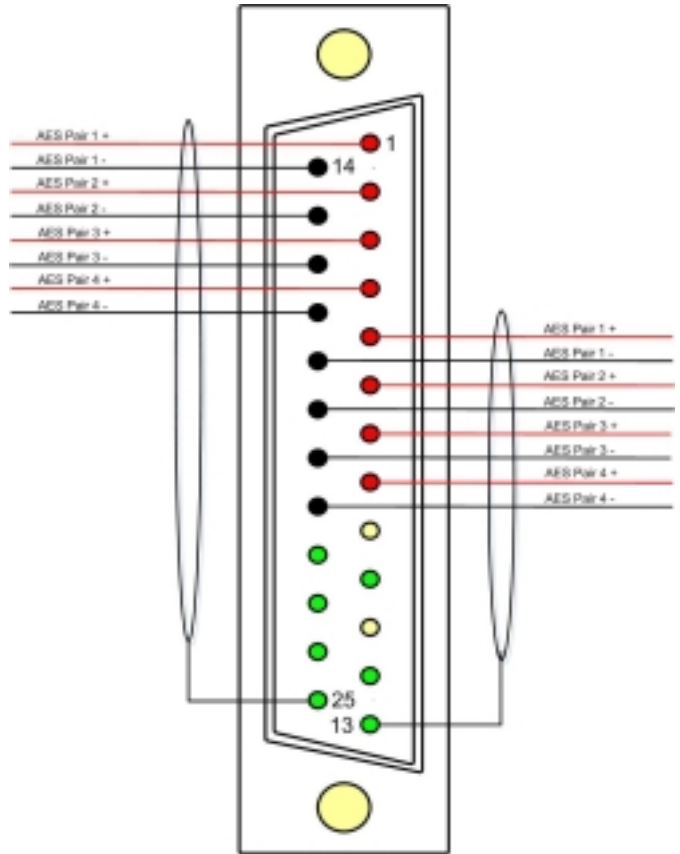 AES Pair 1 +
1
AES Pair 1 -
14
AES Pair 2 +
AES Pair 2 -
AES Pair 3 +
AES Pair 3 -
AES Pair 4 +
AES Pair 4 -
AES Pair 1 +
AES Pair 1 -
AES Pair 2 +
AES Pair 2 -
AES Pair 3 +
AES Pair 3 -
AES Pair 4 +
AES Pair 4 -
25
13